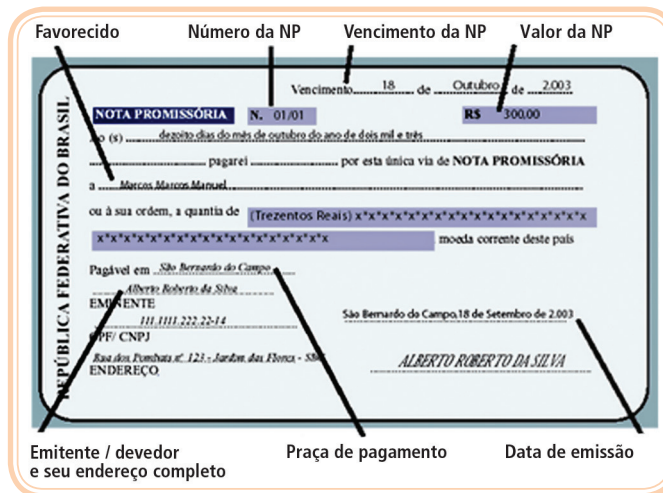 Favorecido Número da NP Vencimento da NP Valor da NP
Vencimento 18 de Outubro de 2.003
NOTA PROMISSÓRIA N. 01/01 R$ 300,00
Ao (s) dezoito dias do mês de outubro do ano de dois mil e três
pagarei por esta única via de NOTA PROMISSÓRIA
a Marcos Marcos Manuel
ou à sua ordem, a quantia de (Trezentos Reais) x*x*x*x*x*x*x*x*x*x*x*x*x*x*x*x*x*x
x*x*x*x*x*x*x*x*x*x*x*x*x*x*x*x*x*x moeda corrente deste país
Pagável em São Bernardo do Campo
Alberto Roberto da Silva
EMINENTE
São Bernardo do Campo,18 de Setembro de 2.003
111.1111.222.22-14
CPF/ CNPJ
Rua dos Pombais nº 123 - Jardim das Flores - SBC
ALBERTO ROBERTO DA SILVA
ENDEREÇO
REPÚBLICA FEDERATIVA DO BRASIL
Emitente / devedor
e seu endereço completo
Praça de pagamento
Data de emissão